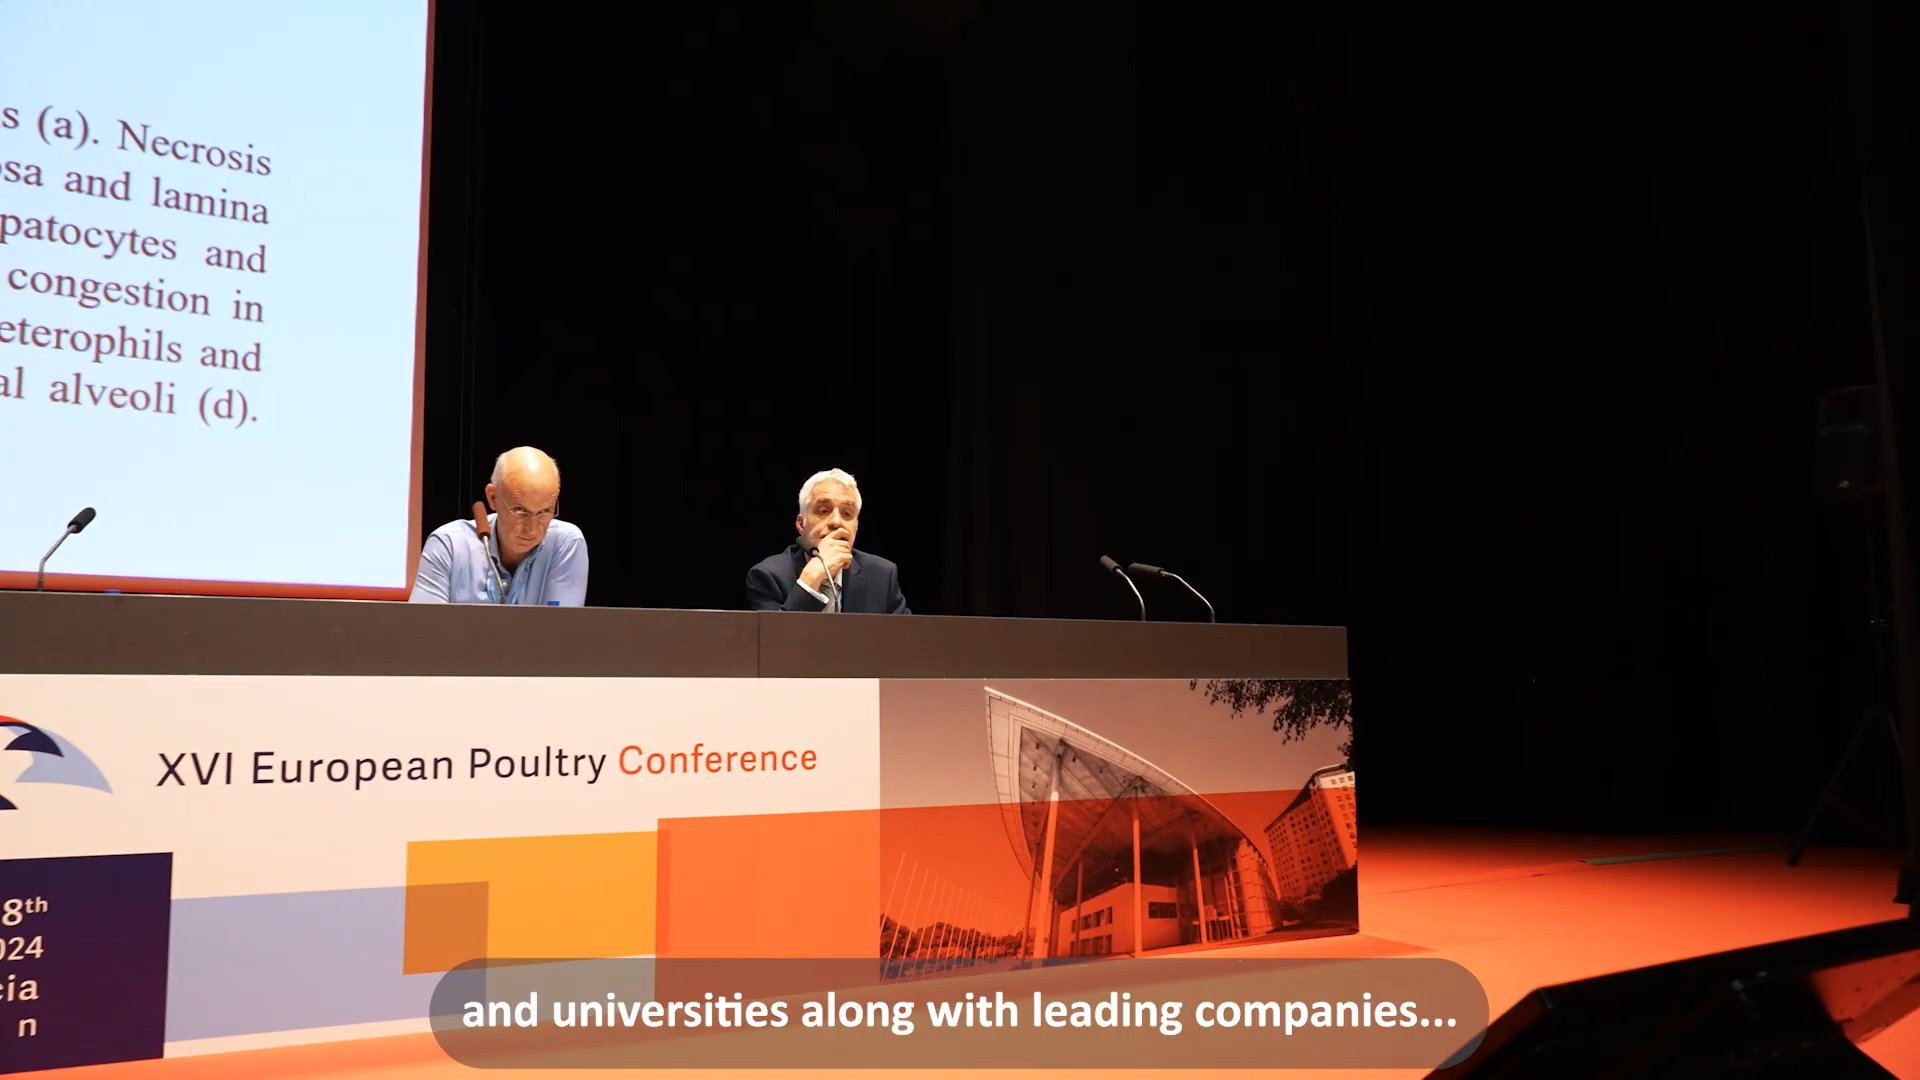 s (a). Necrosis
osa and lamina
patocytes and
congestion in
eterophils and
al alveoli (d).
XVI European Poultry Conference
8th
024
cia
n
and universities along with leading companies...